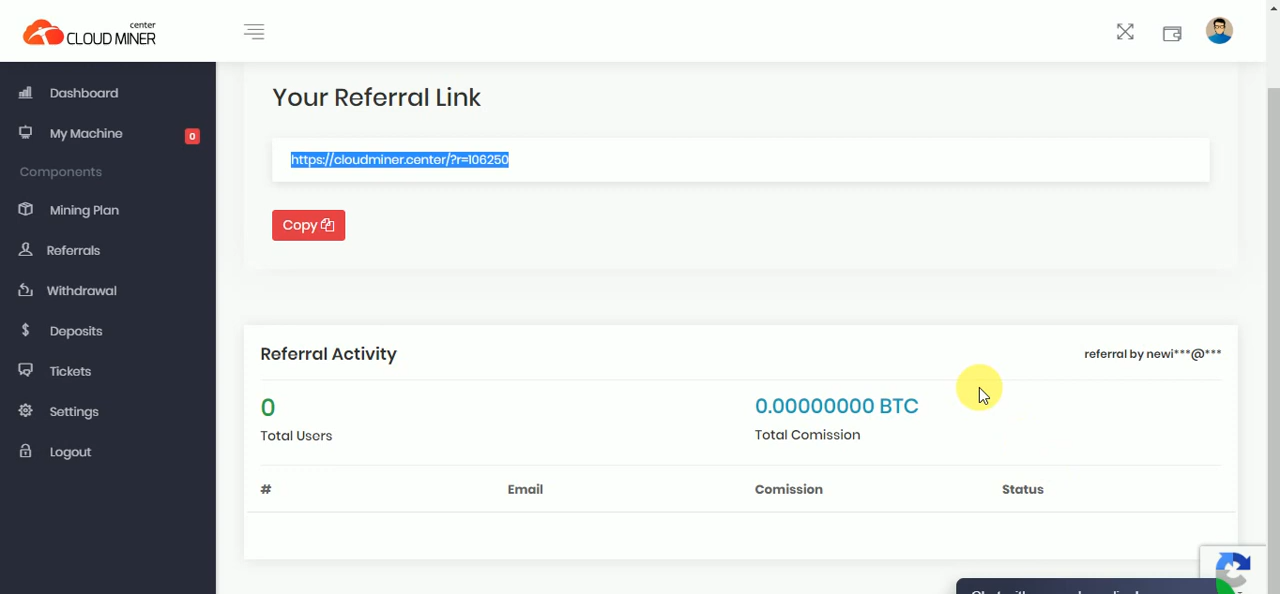 center
CLOUD MINER
Dashboard
My Machine
0
Components
Mining Plan
Referrals
Withdrawal
Deposits
Tickets
Settings
Logout
Your Referral Link
https://cloudminer.center/?r=106250
Copy
Referral Activity
referral by newi***@***
0
0.00000000 BTC
Total Users
Total Comission
# Email Comission Status